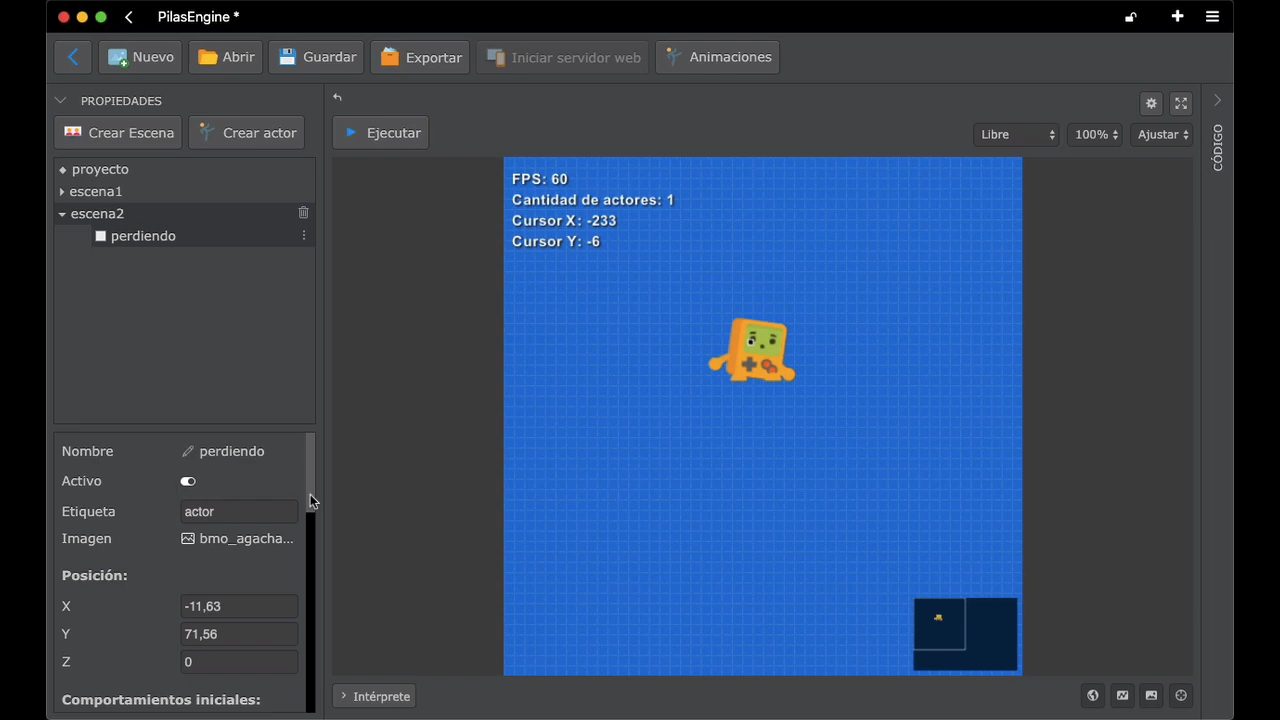 PilasEngine *
Nuevo
Abrir
Guardar
Exportar
Iniciar servidor web
Animaciones
PROPIEDADES
Crear Escena
Crear actor
Ejecutar
Libre
100%
Ajustar
CÓDIGO
proyecto
escena1
escena2
perdiendo
FPS: 60
Cantidad de actores: 1
Cursor X: -233
Cursor Y: -6
Nombre perdiendo
Activo
Etiqueta actor
Imagen bmo_agacha...
Posición:
X -11,63
Y 71,56
Z 0
Comportamientos iniciales:
Intérprete